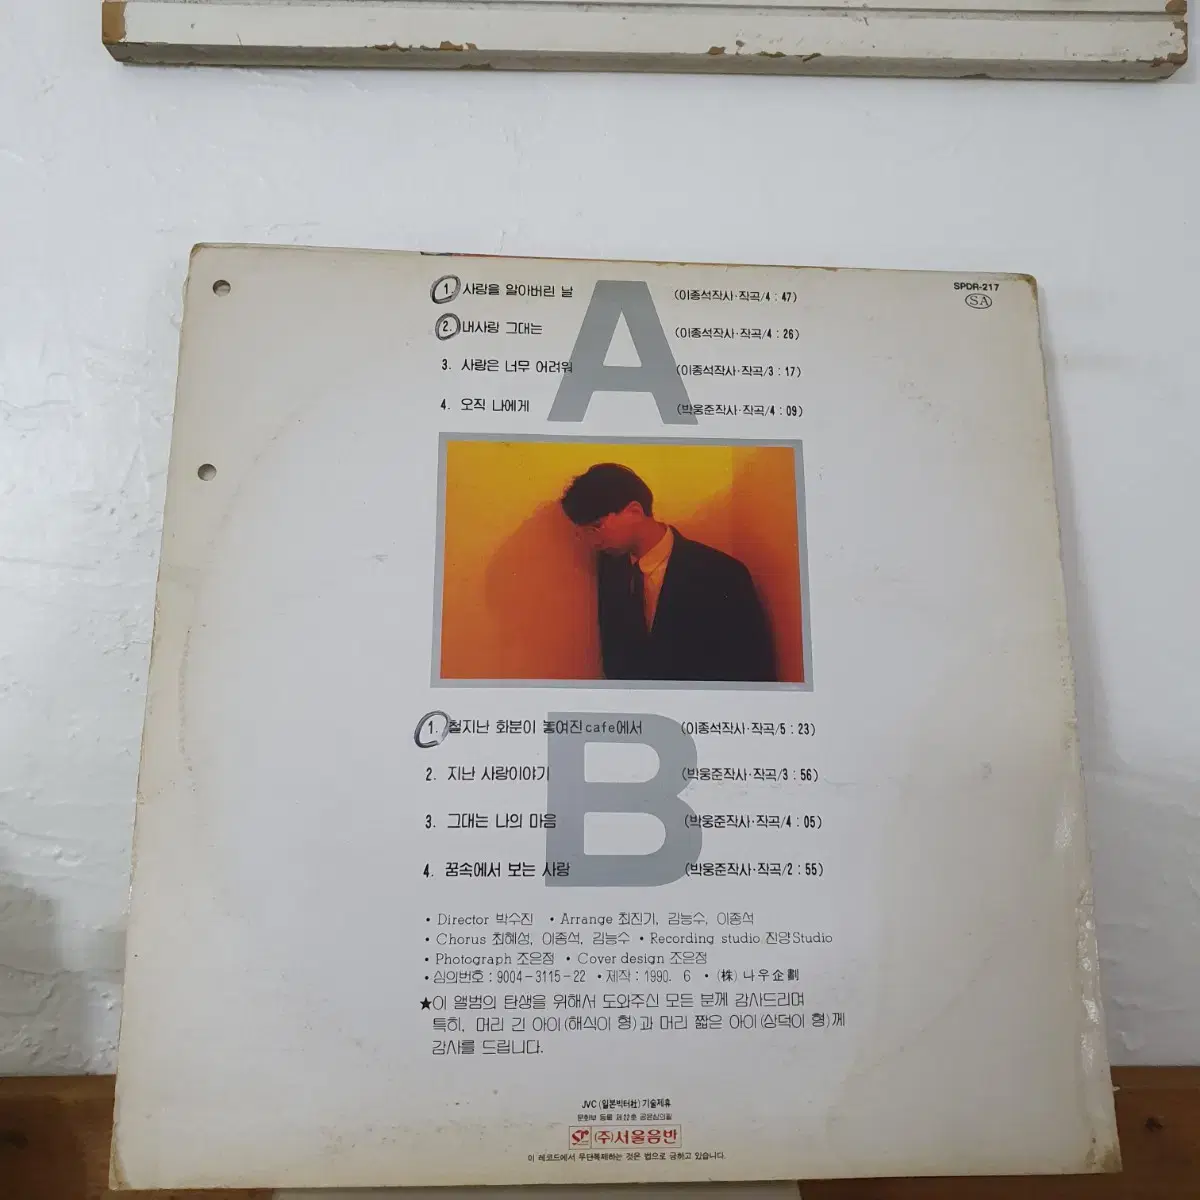 SPDR-217
SA
A
1. 사랑을 알아버린 날 (이종석작사·작곡/4:47)
2. 내사랑 그대는 (이종석작사·작곡/4:26)
3. 사랑은 너무 어려워 (이종석작사·작곡/3:17)
4. 오직 나에게 (박웅준작사·작곡/4:09)
B
1. 철지난 화분이 놓여진cafe에서 (이종석작사·작곡/5:23)
2. 지난 사랑이야기 (박웅준작사·작곡/3:56)
3. 그대는 나의 마음 (박웅준작사·작곡/4:05)
4. 꿈속에서 보는 사랑 (박웅준작사·작곡/2:55)
• Director 박수진 • Arrange 최진기, 김능수, 이종석
• Chorus 최혜성, 이종석, 김능수 • Recording studio 진양Studio
• Photograph 조은정 • Cover design 조은정
• 심의번호:9004-3115-22 • 제작:1990. 6 • (株)나우企劃
★이 앨범의 탄생을 위해서 도와주신 모든 분께 감사드리며
특히, 머리 긴 아이(해식이 형)과 머리 짧은 아이(상덕이 형)께
감사를 드립니다.
JVC(일본빅터社)기술제휴
문화부 등록
(주)서울음반
이 레코드에서 무단복제하는 것은 법으로 금하고 있습니다.